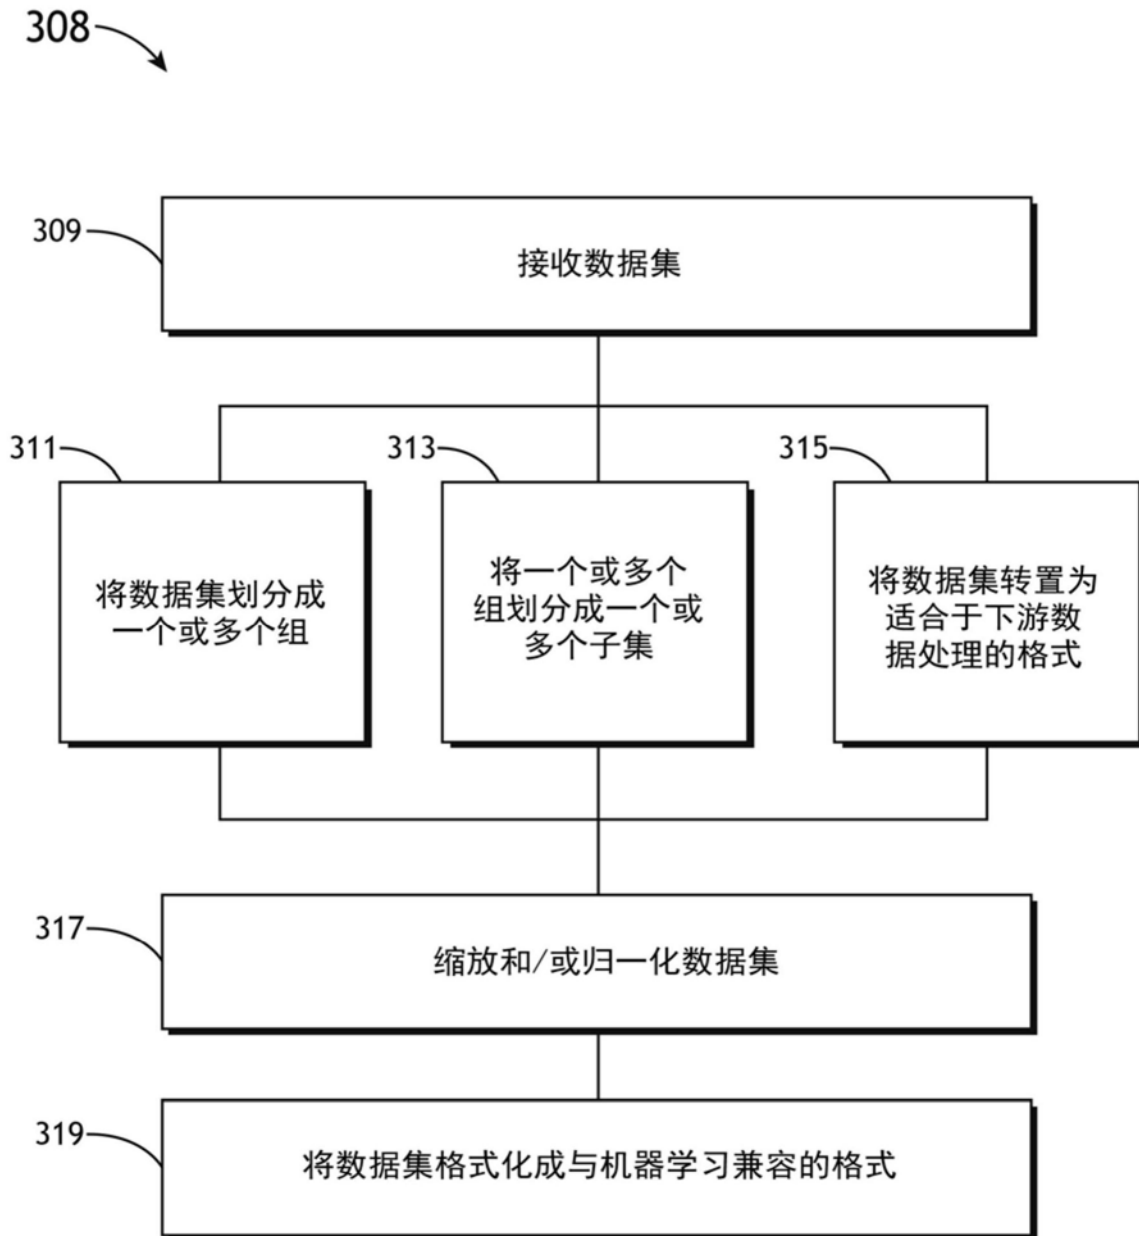 308
309
接收数据集
311
313
315
将数据集划分成
一个或多个组
将一个或多个
组划分成一个或
多个子集
将数据集转置为
适合于下游数
据处理的格式
317
缩放和/或归一化数据集
319
将数据集格式化成与机器学习兼容的格式